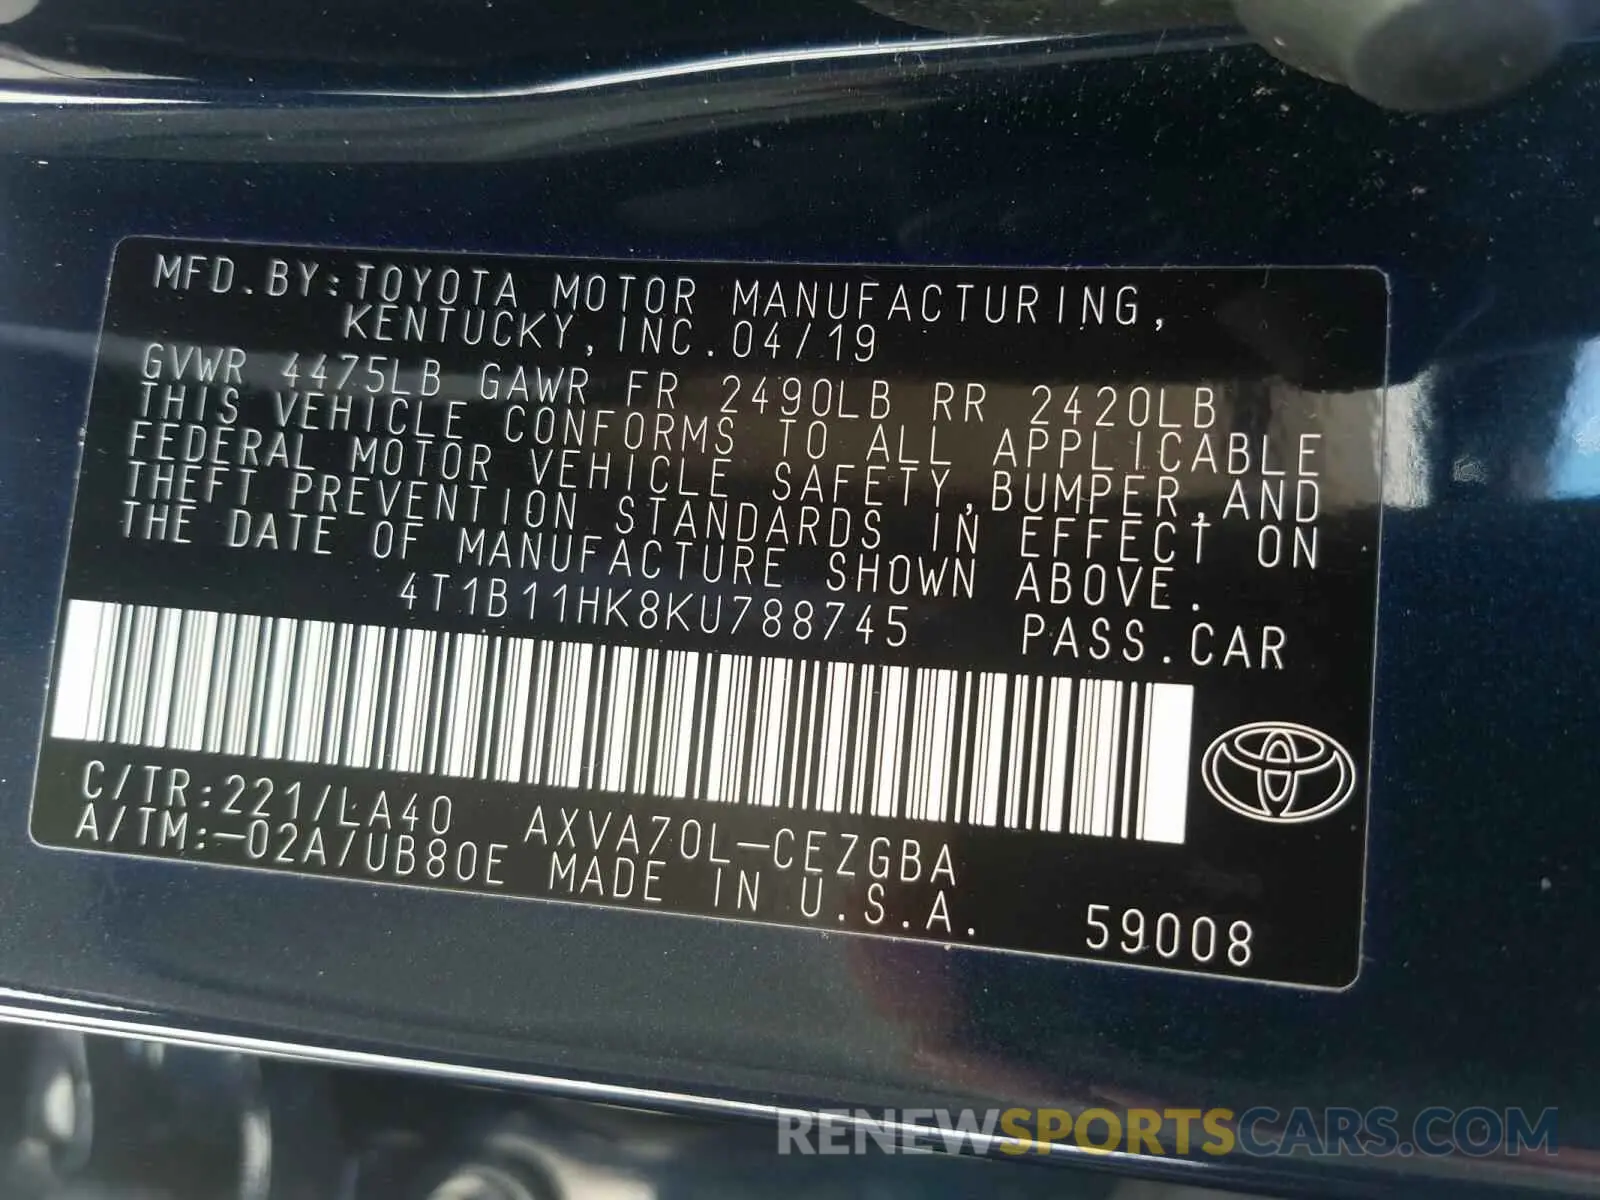 MFD.BY:TOYOTA MOTOR MANUFACTURING,
KENTUCKY, INC. 04/19
GVWR 4475LB GAWR FR 2490LB RR 2420LB
THIS VEHICLE CONFORMS TO ALL APPLICABLE
FEDERAL MOTOR VEHICLE SAFETY,BUMPER,AND
THEFT PREVENTION STANDARDS IN EFFECT ON
THE DATE OF MANUFACTURE SHOWN ABOVE.
4T1B11HK8KU788745 PASS.CAR
C/TR:221/LA40 AXVA70L-CEZGBA
A/TM:-02A/UB80E MADE IN U.S.A.
59008
RENEWSPORTSCARS.COM